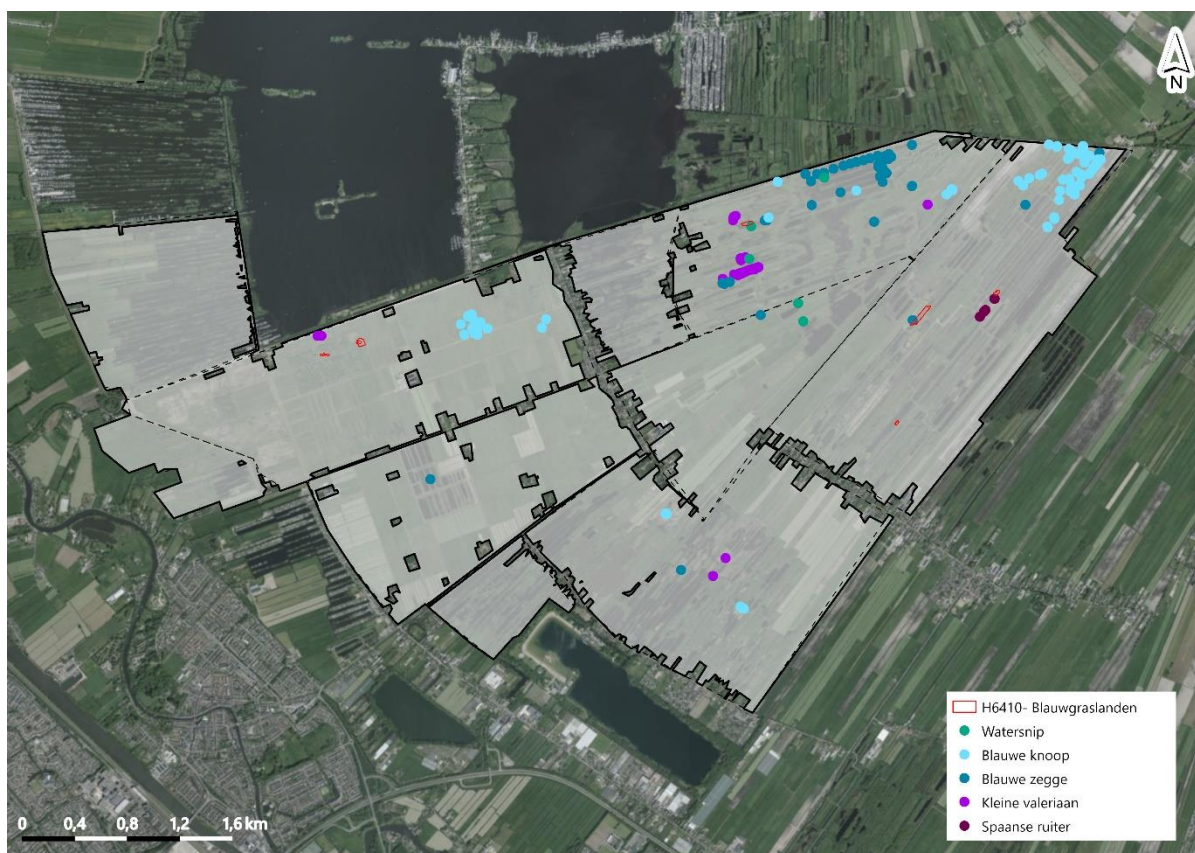 N
H6410- Blauwgraslanden
Watersnip
Blauwe knoop
Blauwe zegge
Kleine valeriaan
Spaanse ruiter
0 0,4 0,8 1,2 1,6 km